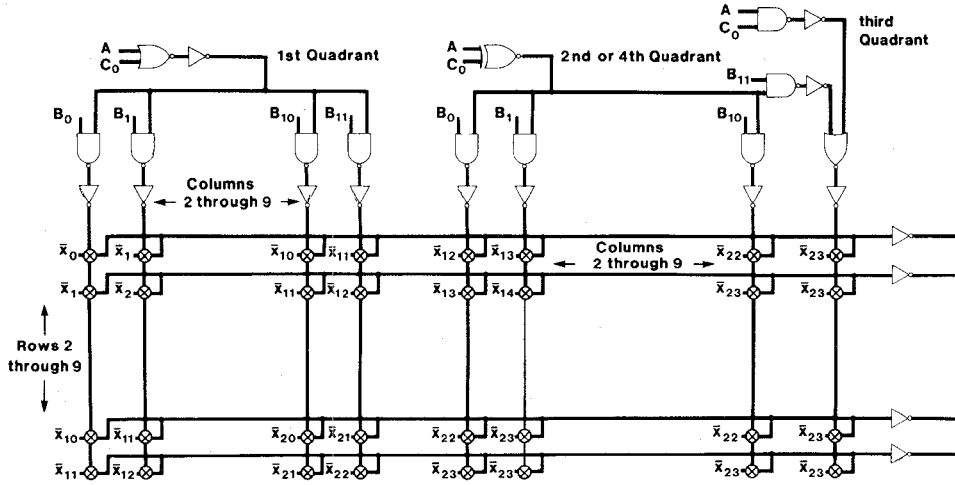 A
C0
third
Quadrant
A
C0
1st Quadrant
A
C0
2nd or 4th Quadrant
B11
B0
B1
B10
B11
B0
B1
B10
Columns
2 through 9
x̄0
x̄1
x̄10
x̄11
x̄12
x̄13
Columns
2 through 9
x̄22
x̄23
x̄1
x̄2
x̄11
x̄12
x̄13
x̄14
x̄23
x̄23
Rows 2
through 9
x̄10
x̄11
x̄20
x̄21
x̄22
x̄23
x̄22
x̄23
x̄11
x̄12
x̄21
x̄22
x̄23
x̄23
x̄23
x̄23